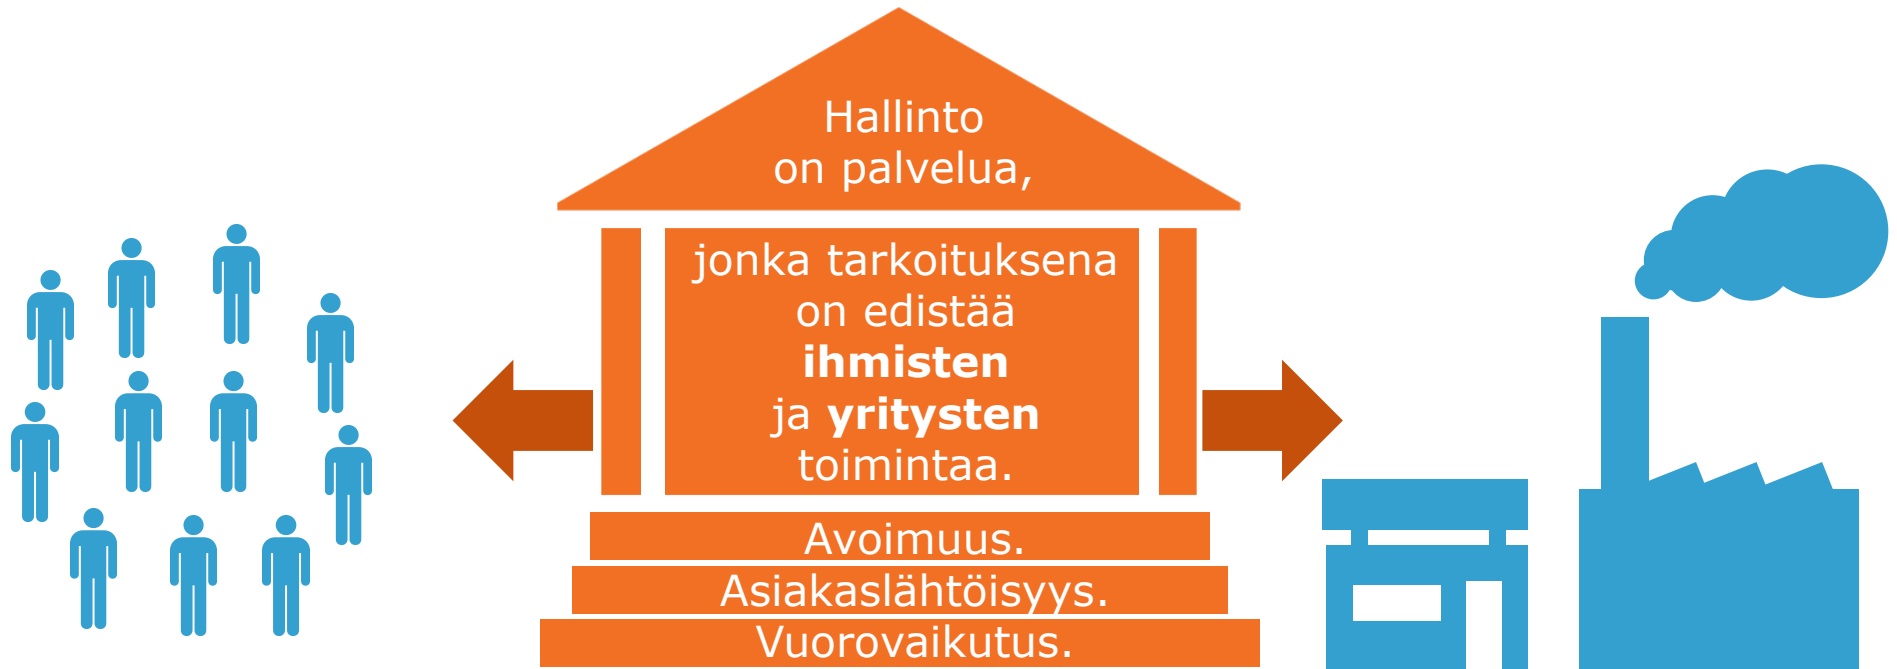 Hallinto
on palvelua,
jonka tarkoituksena
on edistää
ihmisten
ja yritysten
toimintaa.
Avoimuus.
Asiakaslähtöisyys.
Vuorovaikutus.